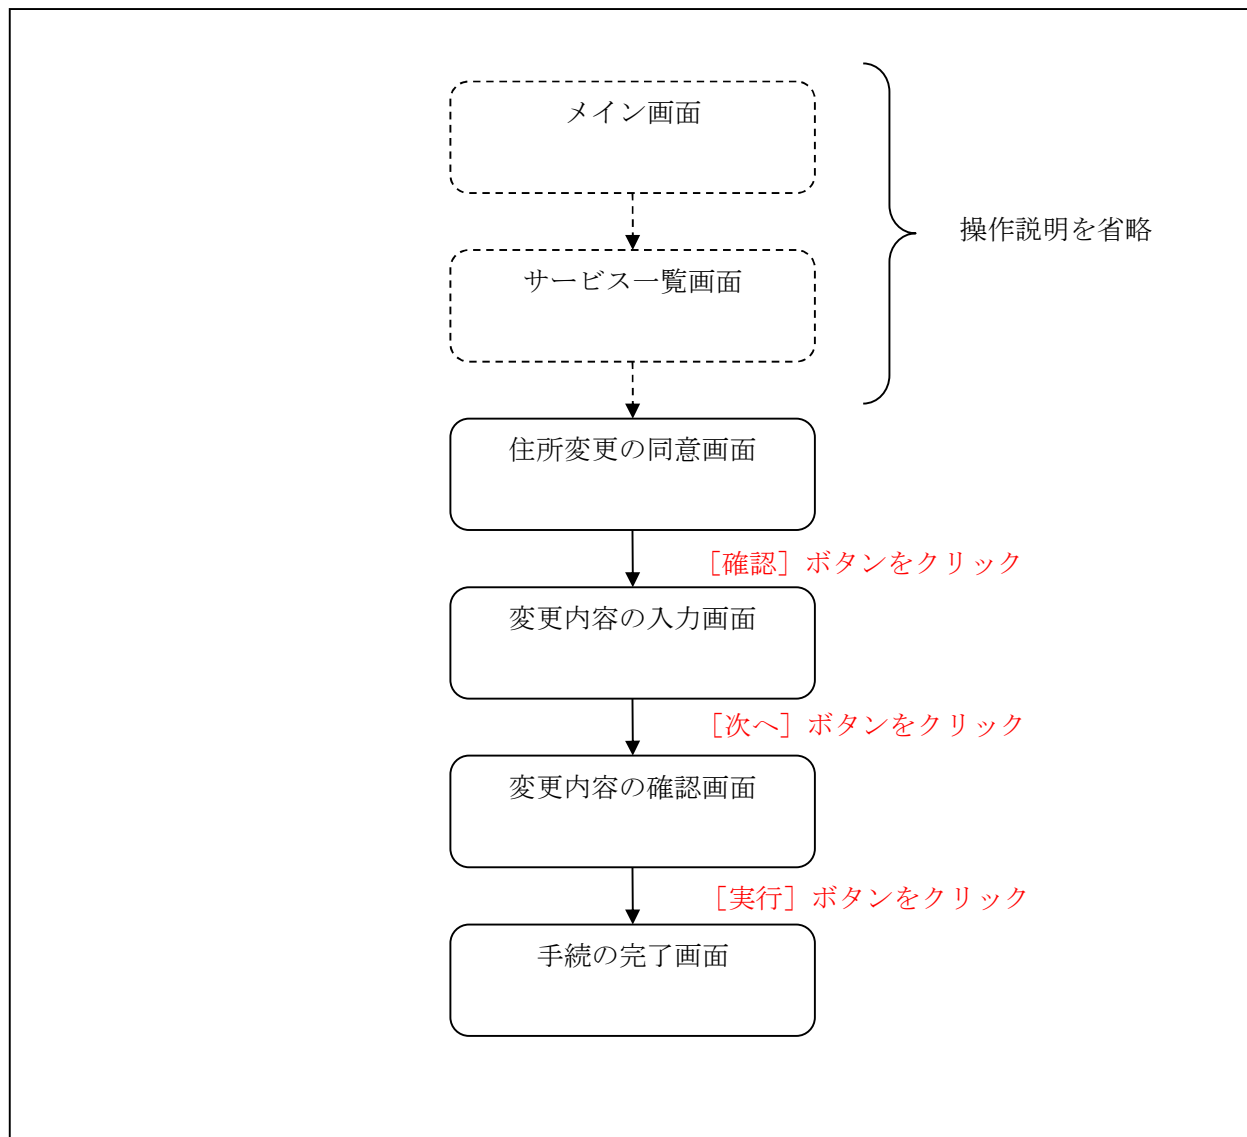 メイン画面
操作説明を省略
サービス一覧画面
住所変更の同意画面
［確認］ボタンをクリック
変更内容の入力画面
［次へ］ボタンをクリック
変更内容の確認画面
［実行］ボタンをクリック
手続の完了画面